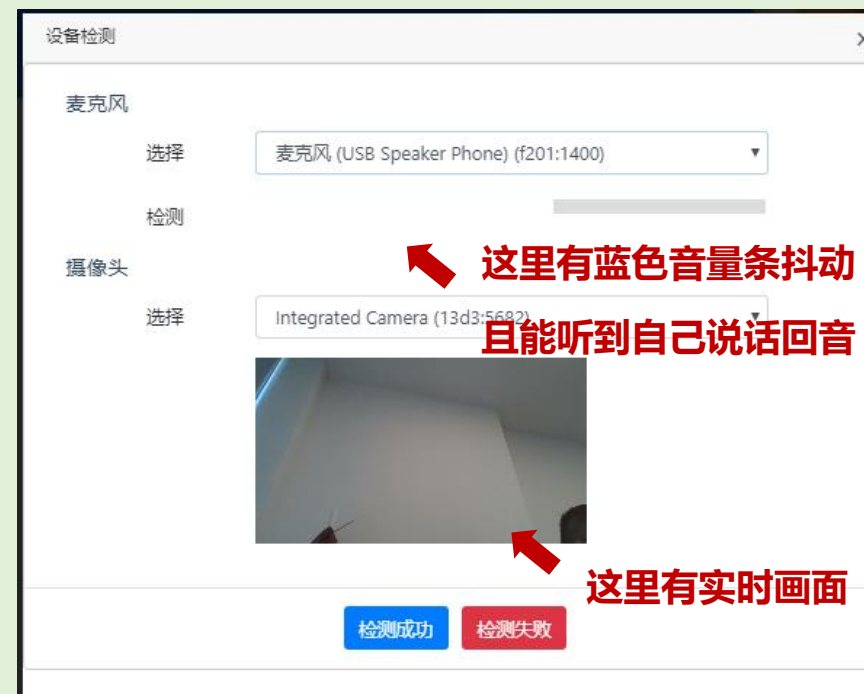 设备检测
麦克风
选择
麦克风 (USB Speaker Phone) (f201:1400)
检测
这里有蓝色音量条抖动
摄像头
选择
Integrated Camera (13d3:5682)
且能听到自己说话回音
这里有实时画面
检测成功
检测失败